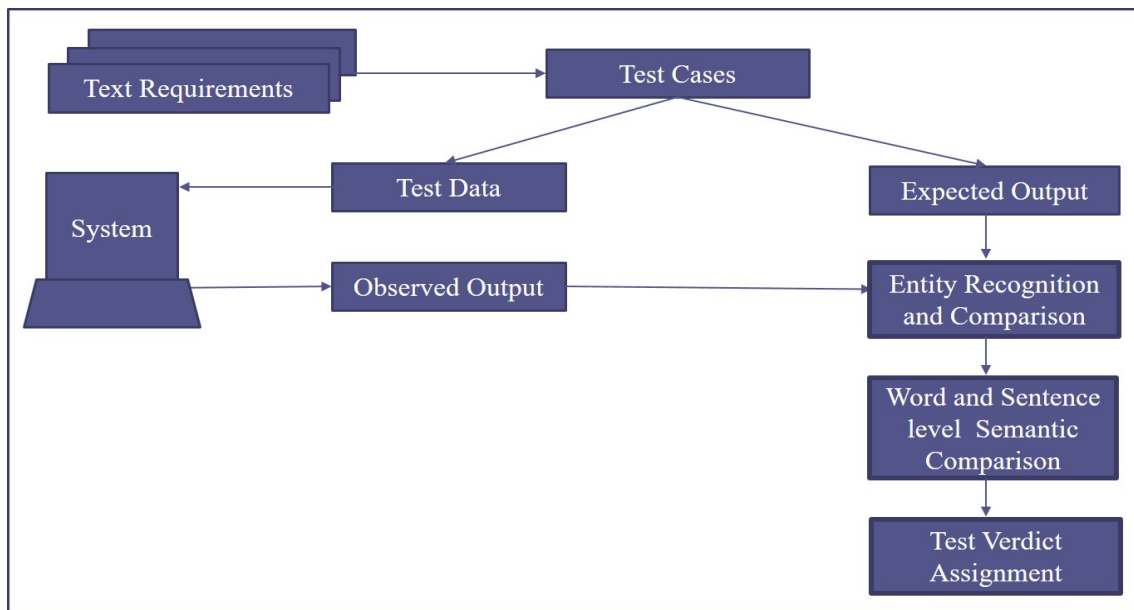 Text Requirements
Test Cases
Test Data
Expected Output
System
Observed Output
Entity Recognition
and Comparison
Word and Sentence
level Semantic
Comparison
Test Verdict
Assignment